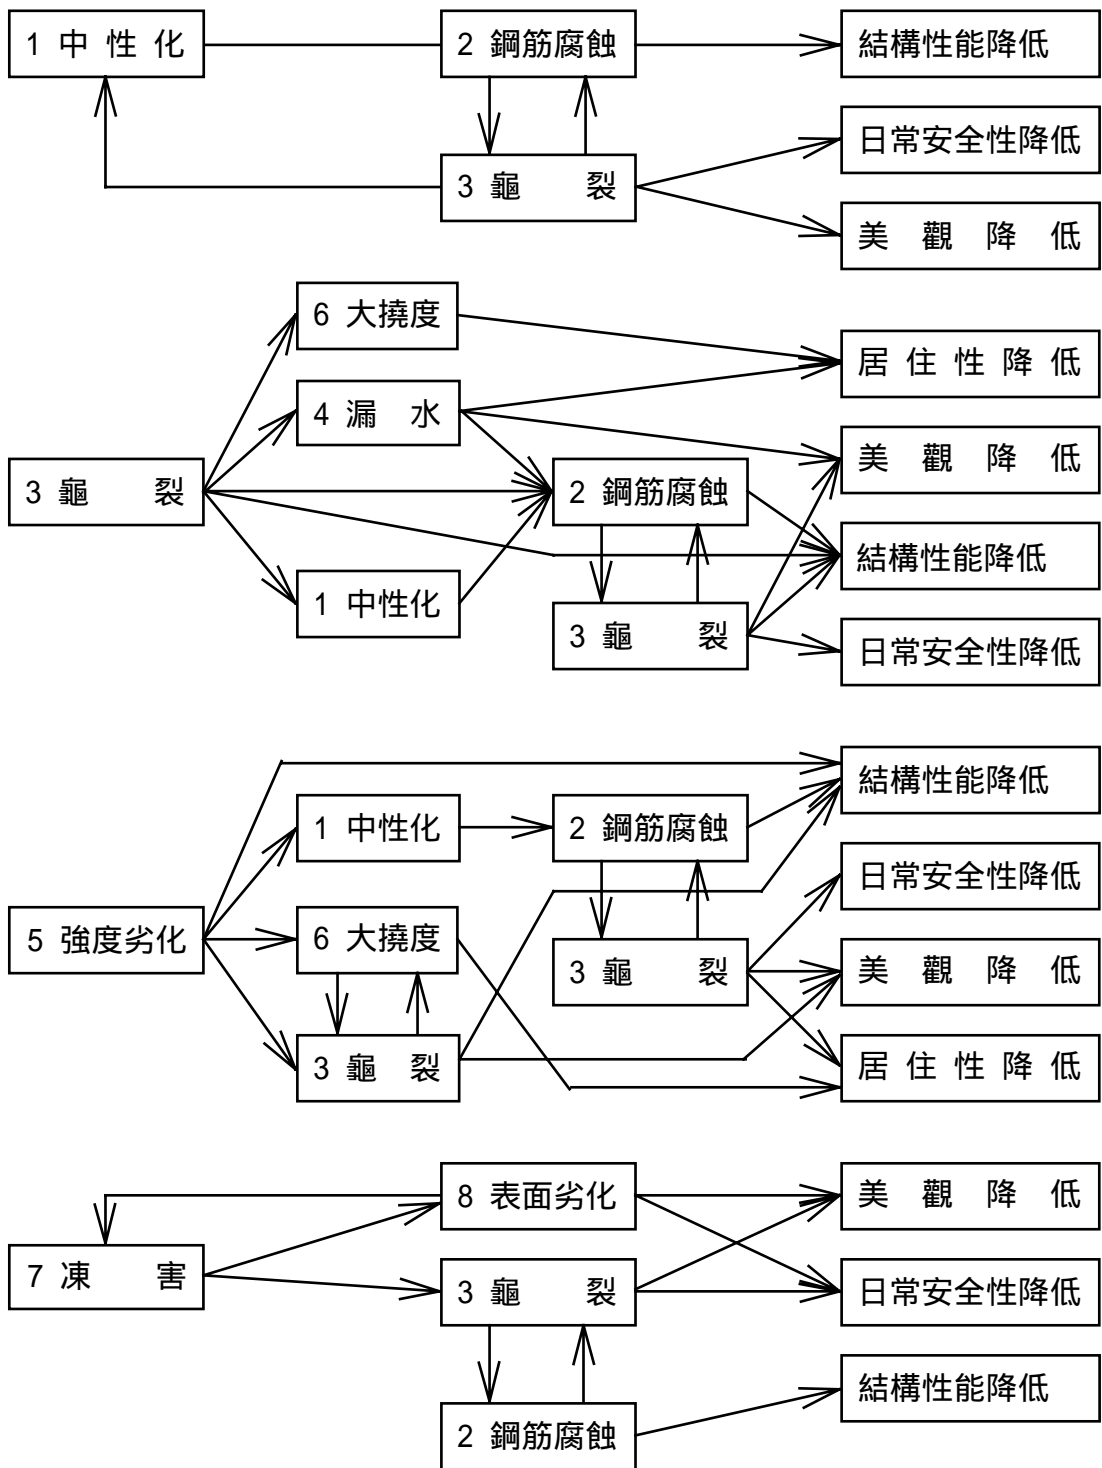 1 中 性 化
2 鋼筋腐蝕
結構性能降低
日常安全性降低
3 龜 裂
美 觀 降 低
6 大撓度
居 住 性 降 低
4 漏 水
美 觀 降 低
3 龜 裂
2 鋼筋腐蝕
結構性能降低
1 中性化
3 龜 裂
日常安全性降低
結構性能降低
1 中性化
2 鋼筋腐蝕
日常安全性降低
5 強度劣化
6 大撓度
3 龜 裂
美 觀 降 低
3 龜 裂
居 住 性 降 低
8 表面劣化
美 觀 降 低
7 凍 害
3 龜 裂
日常安全性降低
結構性能降低
2 鋼筋腐蝕